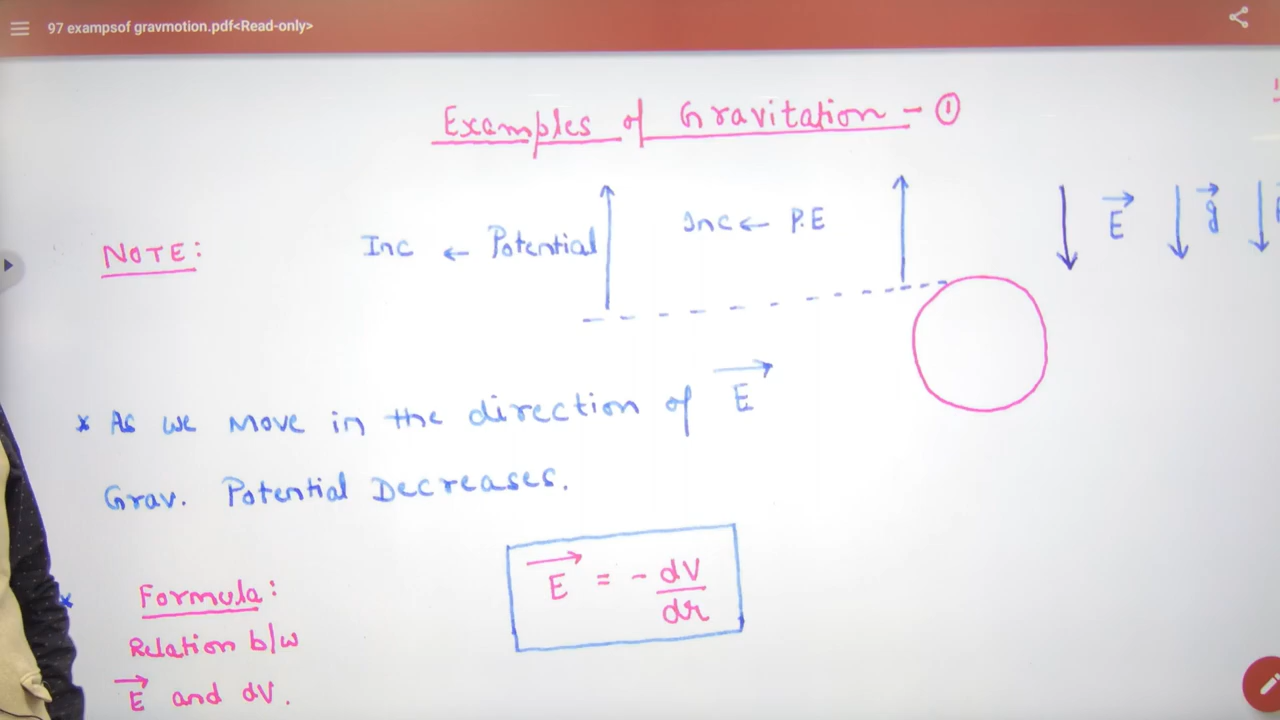 97 exampsof gravmotion.pdf<Read-only>
Examples of Gravitation - ①
NOTE:
Inc ← Potential
Inc ← P.E
E
g
* As we move in the direction of E
Grav. Potential Decreases.
E = - dV/dr
* Formula:
Relation b/w
E and dV.